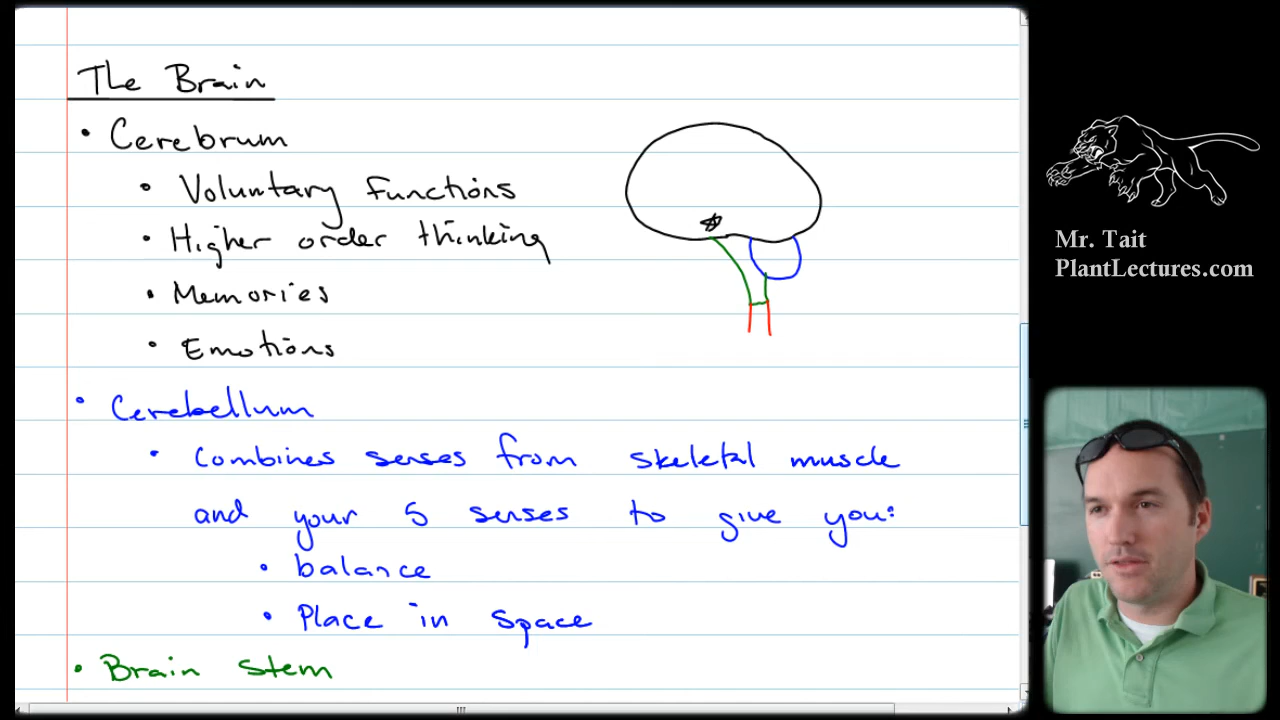 The Brain
• Cerebrum
• Voluntary functions
• Higher order thinking
• Memories
• Emotions
• Cerebellum
• Combines senses from skeletal muscle
and your 5 senses to give you:
• balance
• Place in space
• Brain stem
Mr. Tait
PlantLectures.com